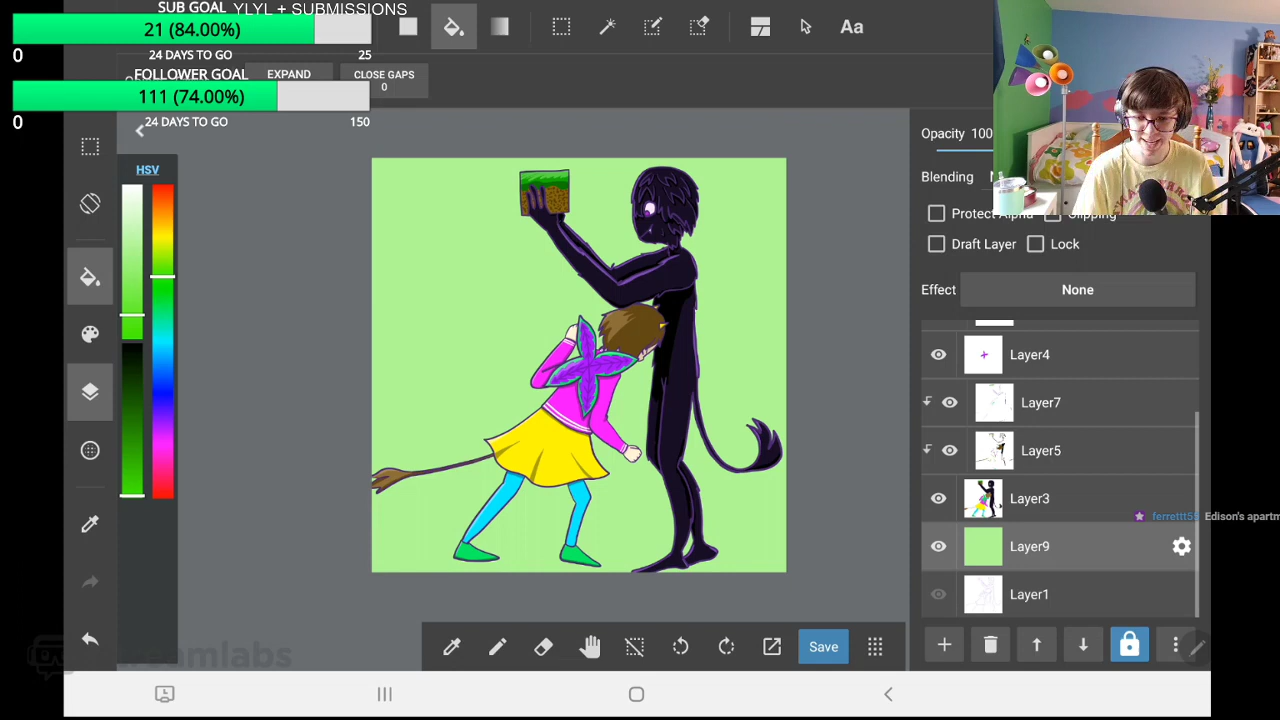 SUB GOAL YLYL + SUBMISSIONS
21 (84.00%)
0 24 DAYS TO GO 25
FOLLOWER GOAL
111 (74.00%)
0 24 DAYS TO GO 150
EXPAND
CLOSE GAPS
0
Aa
HSV
Opacity 100
Blending
Protect Alpha
Clipping
Draft Layer
Lock
Effect None
Layer4
Layer7
Layer5
Layer3
ferrettt55 Edison's apartm
Layer9
Layer1
Save
streamlabs